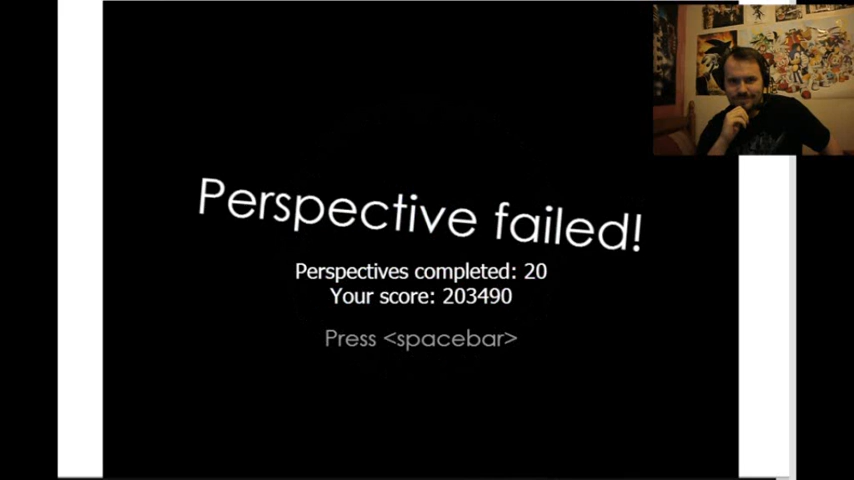 Perspective failed!
Perspectives completed: 20
Your score: 203490
Press <spacebar>